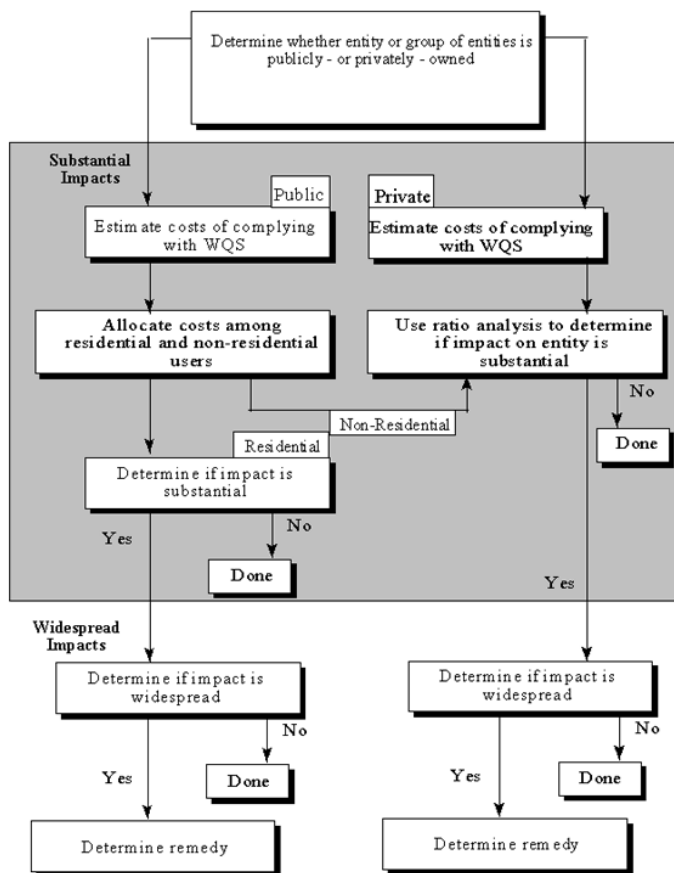 Determine whether entity or group of entities is
publicly - or privately - owned
Substantial
Impacts
Public
Private
Estimate costs of complying
with WQS
Estimate costs of complying
with WQS
Allocate costs among
residential and non-residential
users
Use ratio analysis to determine
if impact on entity is
substantial
No
Non-Residential
Done
Residential
Determine if impact is
substantial
No
Yes
Done
Yes
Widespread
Impacts
Determine if impact is
widespread
Determine if impact is
widespread
No
No
Yes
Done
Yes
Done
Determine remedy
Determine remedy